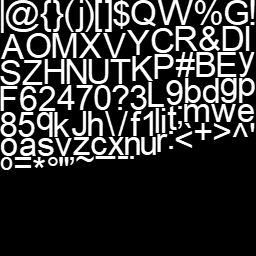 |@{}(j)[]$QW%G!
AOMXVYCR&DI
SZHNUTKP#BEy
F62470?3L9bdgp
85qkJh\/f1lit;mwe
oasvzcxnur:<+>^'
°=*°"'~_-.